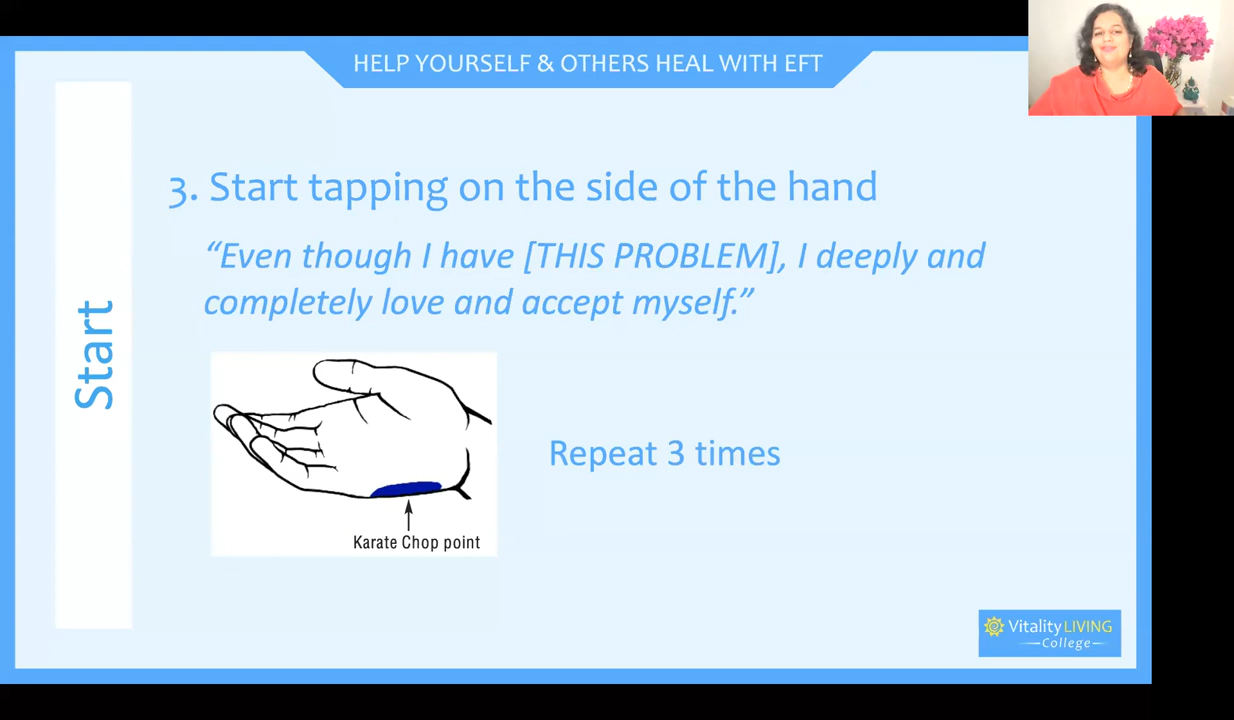 HELP YOURSELF & OTHERS HEAL WITH EFT
Start
3. Start tapping on the side of the hand
“Even though I have [THIS PROBLEM], I deeply and
completely love and accept myself.”
Repeat 3 times
Karate Chop point
Vitality LIVING
College